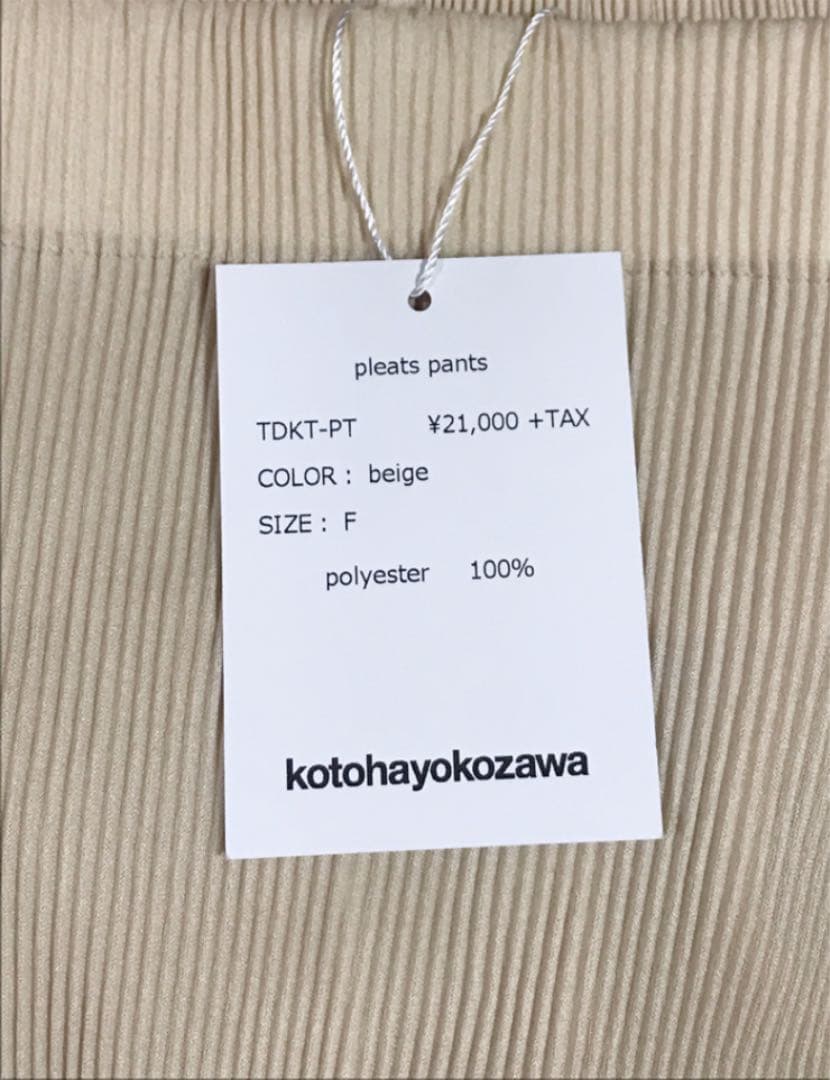 pleats pants
TDKT-PT ¥21,000 +TAX
COLOR : beige
SIZE : F
polyester 100%
kotohayokozawa